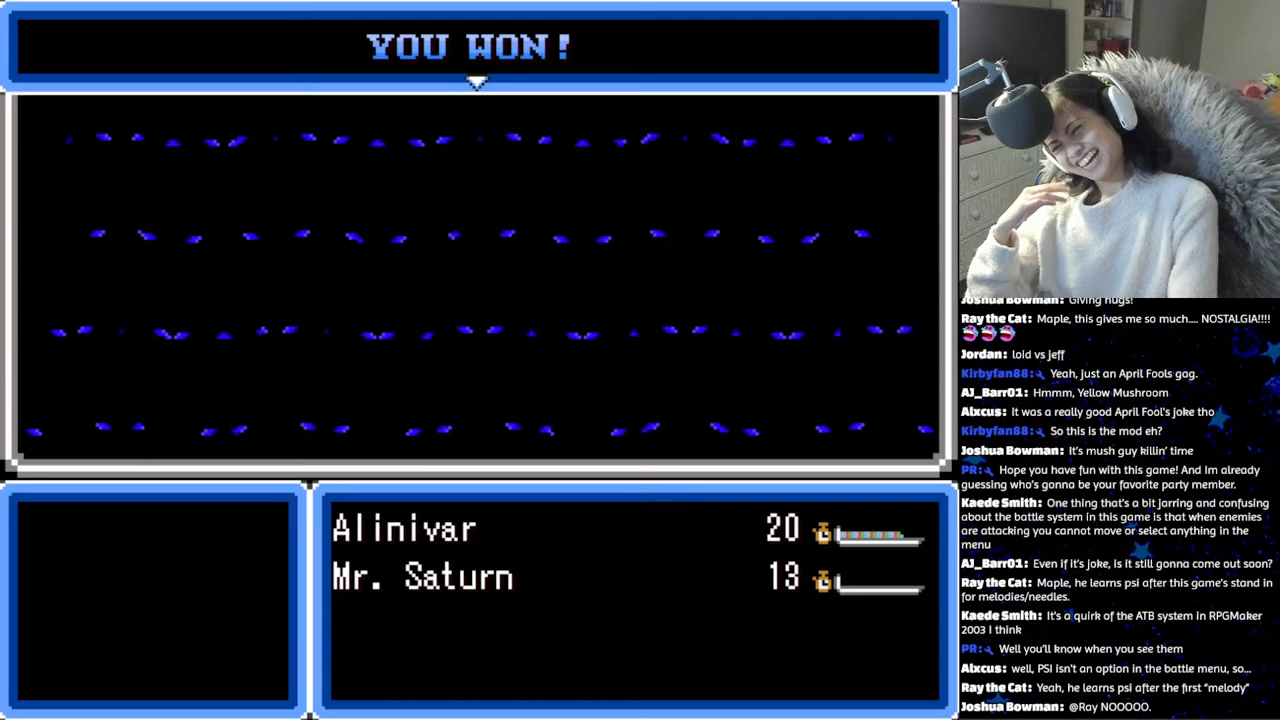 YOU WON!
Alinivar 20
Mr. Saturn 13
Joshua Bowman: Giving hugs!
Ray the Cat: Maple, this gives me so much.... NOSTALGIA!!!!
Jordan: loid vs jeff
Kirbyfan88: Yeah, just an April Fools gag.
AJ_Barr01: Hmmm, Yellow Mushroom
Alxcus: it was a really good April Fool's joke tho
Kirbyfan88: So this is the mod eh?
Joshua Bowman: It's mush guy killin' time
PR: Hope you have fun with this game! And Im already
guessing who's gonna be your favorite party member.
Kaede Smith: One thing that's a bit jarring and confusing
about the battle system in this game is that when enemies
are attacking you cannot move or select anything in the
menu
AJ_Barr01: Even if it's joke, is it still gonna come out soon?
Ray the Cat: Maple, he learns psi after this game's stand in
for melodies/needles.
Kaede Smith: It's a quirk of the ATB system in RPGMaker
2003 I think
PR: Well you'll know when you see them
Alxcus: well, PSI isn't an option in the battle menu, so...
Ray the Cat: Yeah, he learns psi after the first "melody"
Joshua Bowman: @Ray NOOOOO.